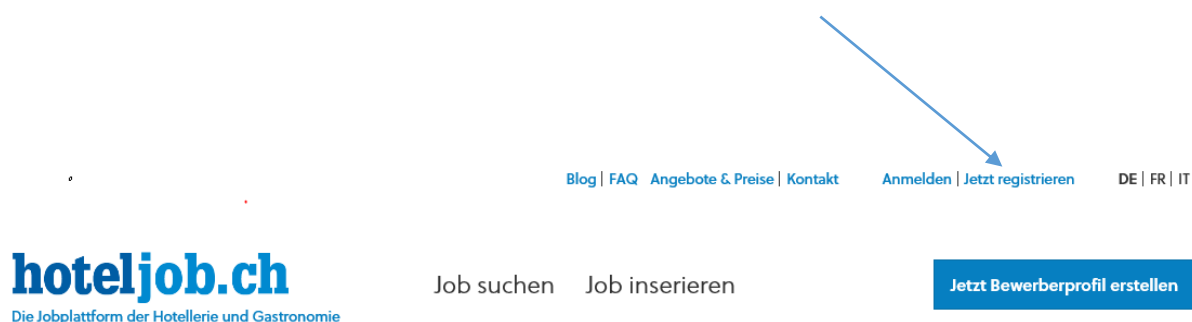 Blog | FAQ Angebote & Preise | Kontakt Anmelden | Jetzt registrieren DE | FR | IT
hoteljob.ch
Die Jobplattform der Hotellerie und Gastronomie
Job suchen Job inserieren
Jetzt Bewerberprofil erstellen